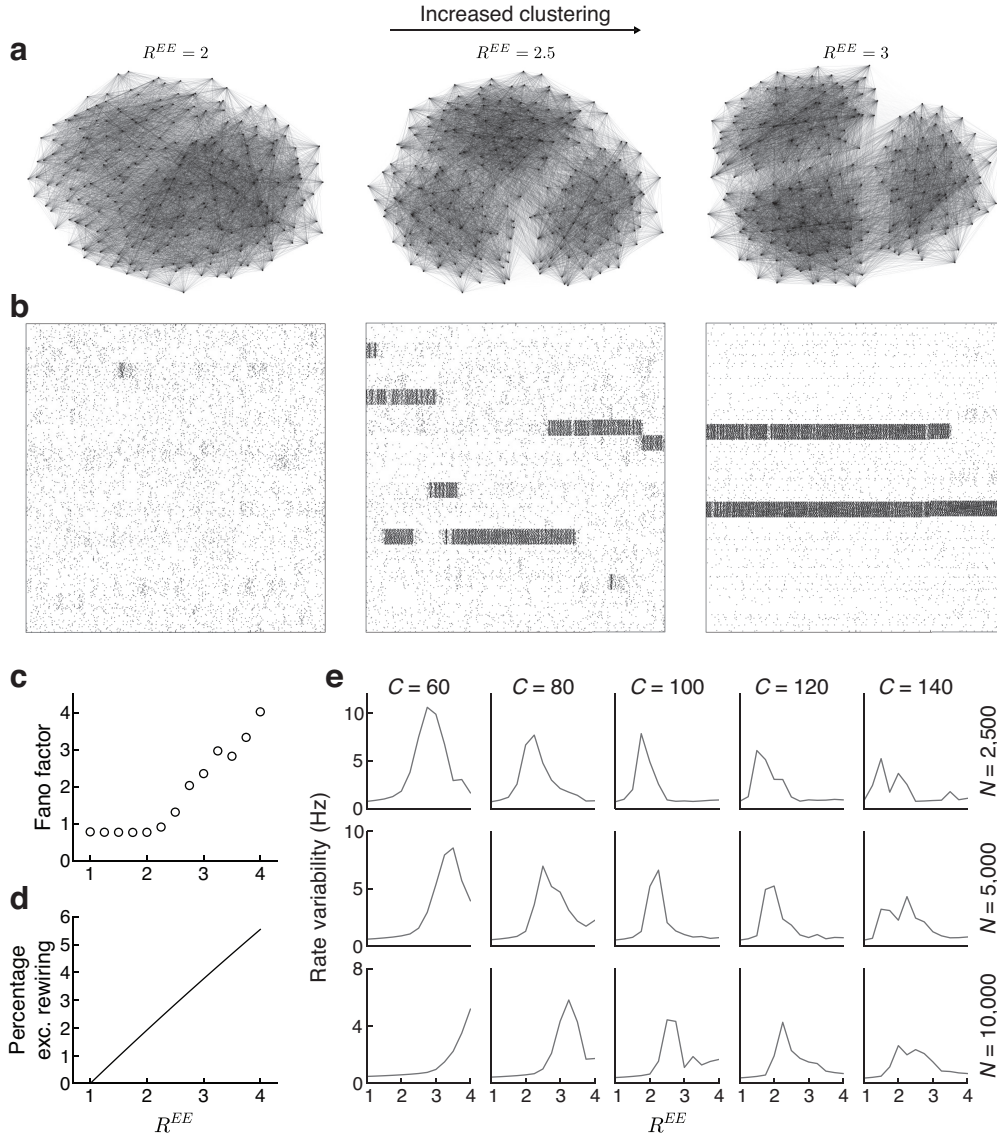 Increased clustering
a
R^{EE} = 2
R^{EE} = 2.5
R^{EE} = 3
b
c
Fano factor
4
3
2
1
0
1 2 3 4
d
Percentage
exc. rewiring
6
5
4
3
2
1
0
1 2 3 4
R^{EE}
e
C = 60
C = 80
C = 100
C = 120
C = 140
Rate variability (Hz)
10
5
0
N = 2,500
10
5
0
N = 5,000
8
4
0
N = 10,000
1 2 3 4
1 2 3 4
1 2 3 4
1 2 3 4
1 2 3 4
R^{EE}